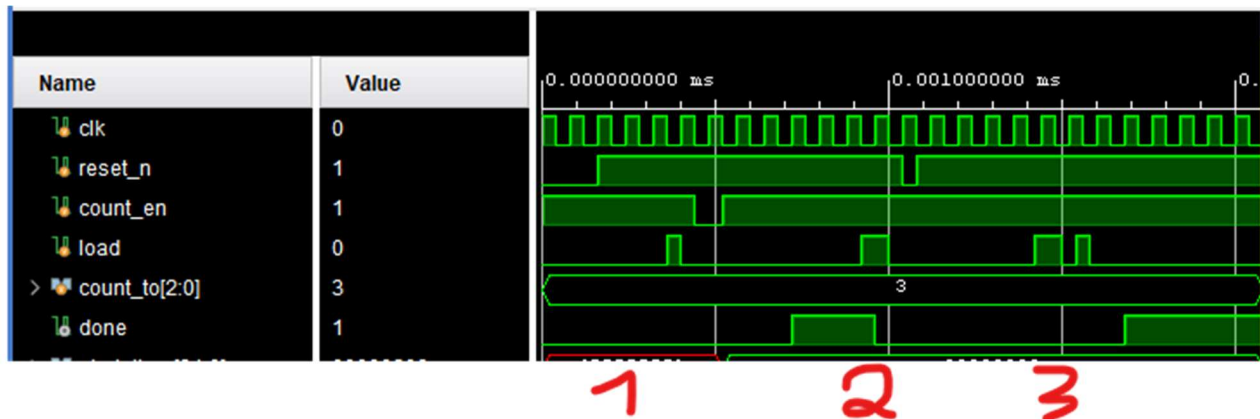 Name Value 0.000000000 ms 0.001000000 ms 0.
clk 0
reset_n 1
count_en 1
load 0
count_to[2:0] 3 3
done 1
1 2 3